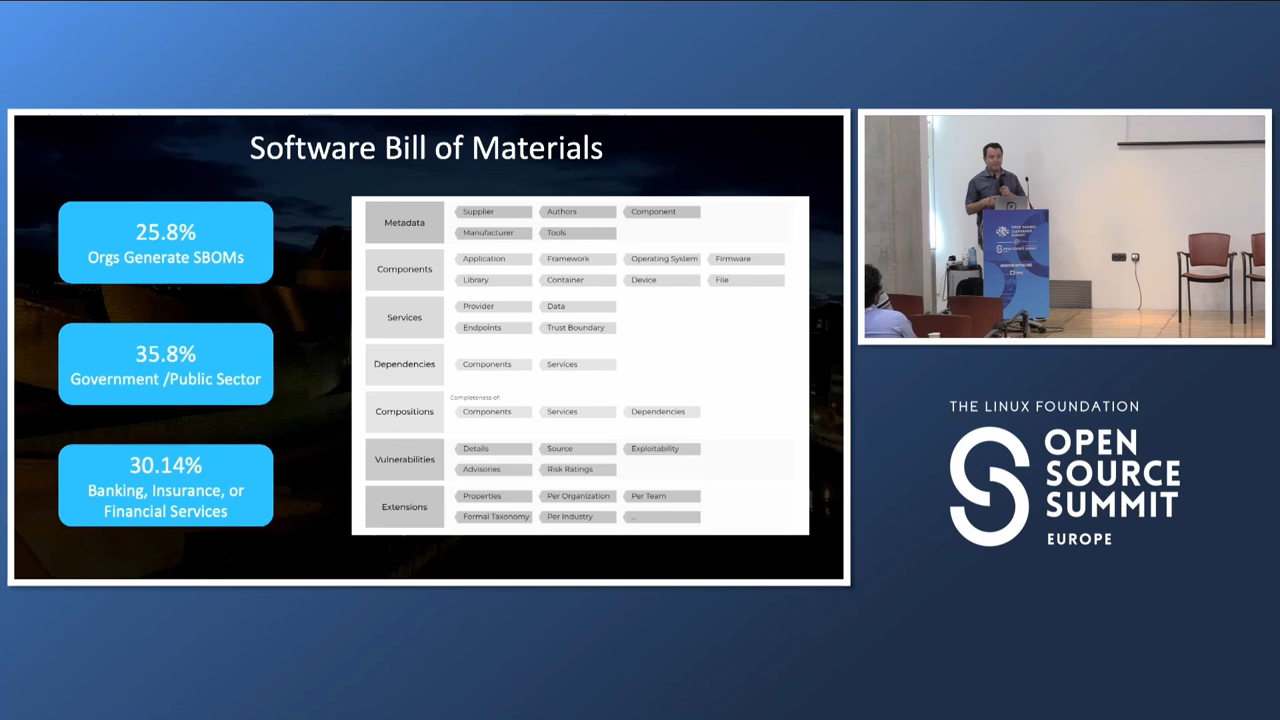 Software Bill of Materials
25.8%
Orgs Generate SBOMs
35.8%
Government /Public Sector
30.14%
Banking, Insurance, or
Financial Services
Metadata
Supplier
Authors
Component
Manufacturer
Tools
Components
Application
Framework
Operating System
Firmware
Library
Container
Device
File
Services
Provider
Data
Endpoints
Trust Boundary
Dependencies
Components
Services
Compositions
Completeness of:
Components
Services
Dependencies
Vulnerabilities
Details
Source
Exploitability
Advisories
Risk Ratings
Extensions
Properties
Per Organization
Per Team
Formal Taxonomy
Per Industry
...
THE LINUX FOUNDATION
OPEN
SOURCE
SUMMIT
EUROPE